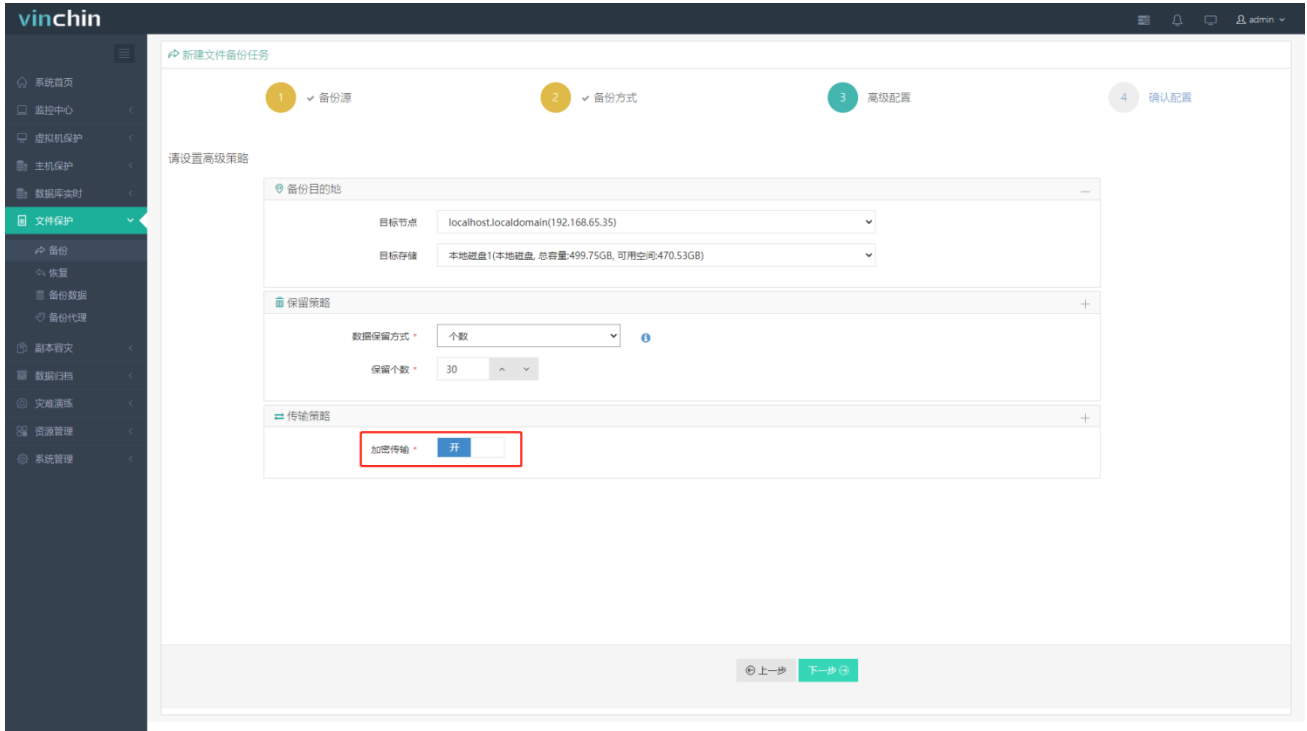 vinchin
admin
新建文件备份任务
系统首页
监控中心
虚拟机保护
主机保护
数据库实时
文件保护
备份
恢复
备份数据
备份代理
副本容灾
数据归档
灾难演练
资源管理
系统管理
1 备份源
2 备份方式
3 高级配置
4 确认配置
请设置高级策略
备份目的地
目标节点 localhost.localdomain(192.168.65.35)
目标存储 本地磁盘1(本地磁盘, 总容量:499.75GB, 可用空间:470.53GB)
保留策略
数据保留方式 * 个数
保留个数 * 30
传输策略
加密传输 * 开
上一步 下一步